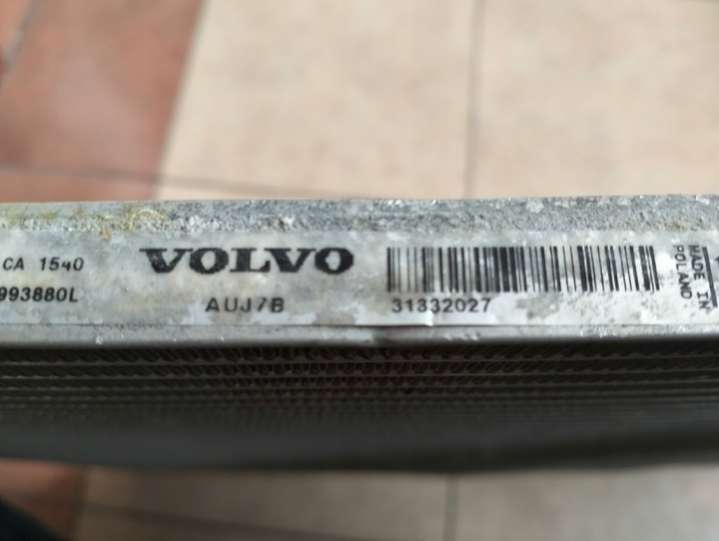 CA 1540
993880L
VOLVO
AUJ7B
31332027
MADE IN
POLAND